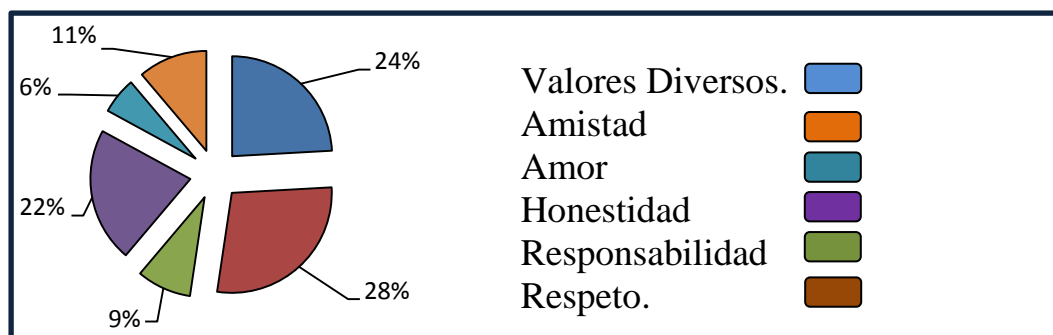 11%
24%
6%
22%
9%
28%
Valores Diversos.
Amistad
Amor
Honestidad
Responsabilidad
Respeto.